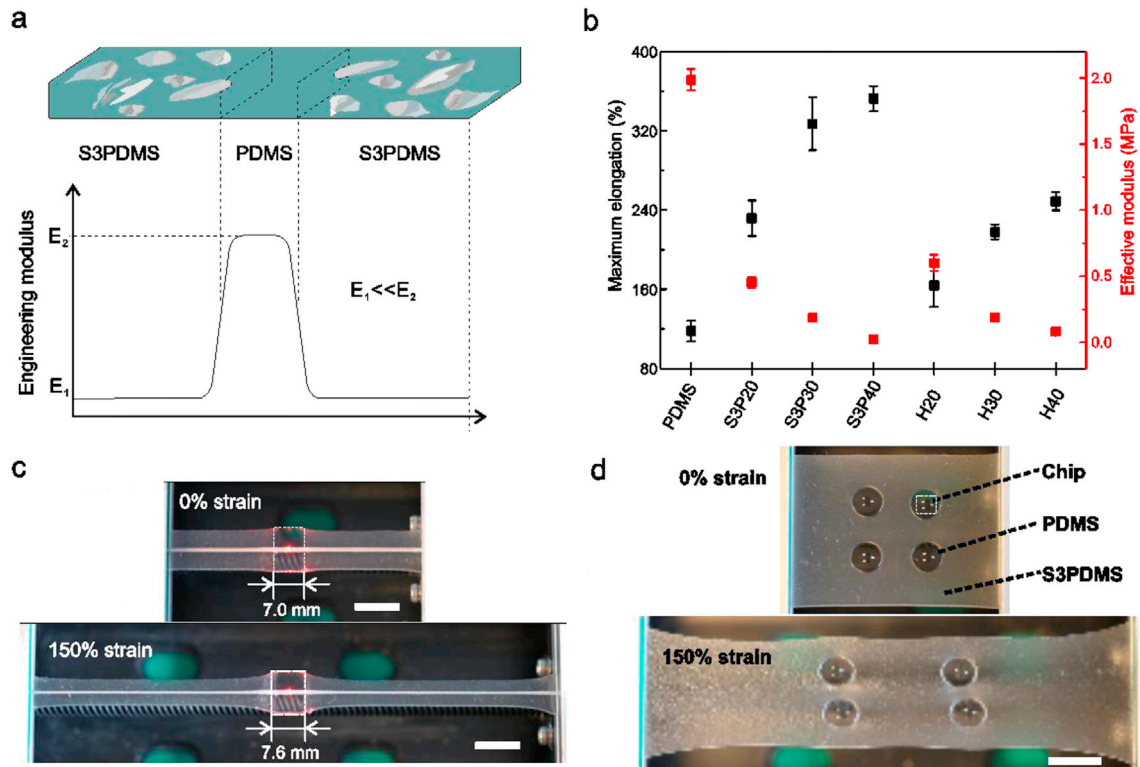 a
S3PDMS
PDMS
S3PDMS
Engineering modulus
E2
E1
E1<<E2
b
Maximum elongation (%)
400
320
240
160
80
2.0
1.5
1.0
0.5
0.0
Effective modulus (MPa)
PDMS
S3P20
S3P30
S3P40
H20
H30
H40
c
0% strain
7.0 mm
150% strain
7.6 mm
d
0% strain
Chip
PDMS
S3PDMS
150% strain